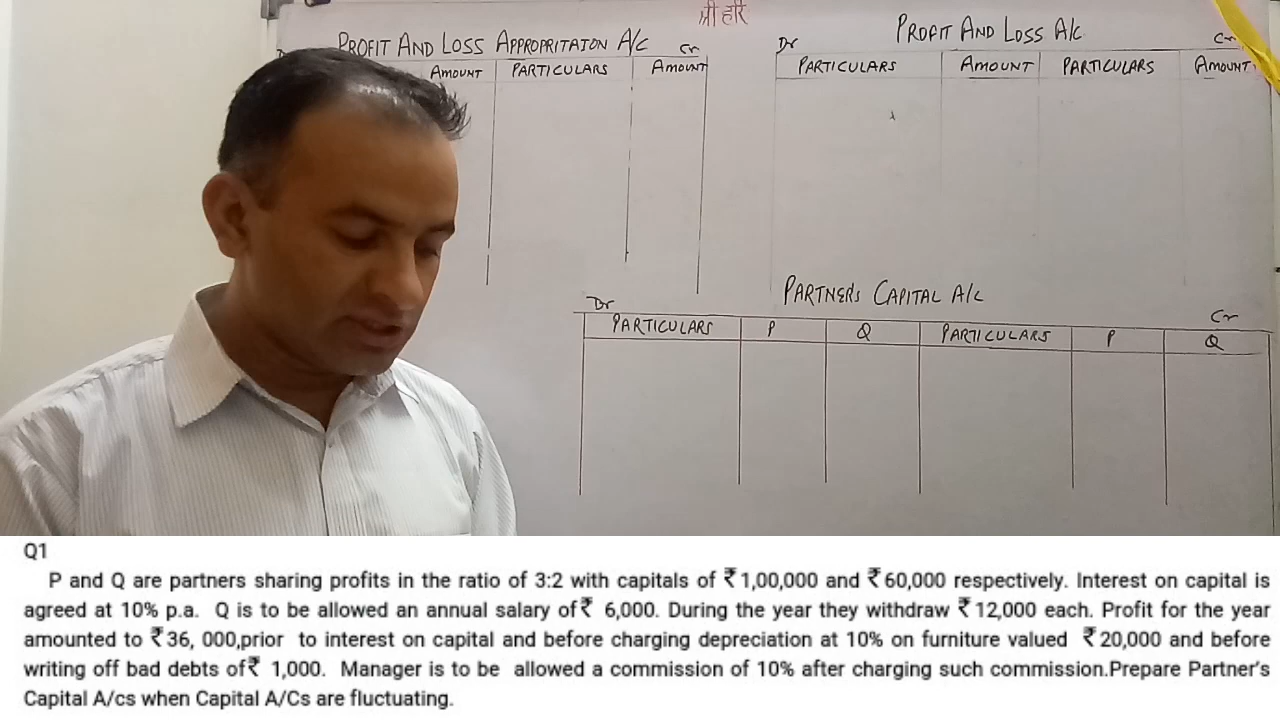 श्री हरि
PROFIT AND LOSS APPROPRITATON A/C
Cr
AMOUNT PARTICULARS AMOUNT
PROFIT AND LOSS A/C
Dr Cr
PARTICULARS AMOUNT PARTICULARS AMOUNT
PARTNERS CAPITAL A/C
Dr Cr
PARTICULARS P Q PARTICULARS P Q
Q1
P and Q are partners sharing profits in the ratio of 3:2 with capitals of ₹ 1,00,000 and ₹ 60,000 respectively. Interest on capital is
agreed at 10% p.a. Q is to be allowed an annual salary of ₹ 6,000. During the year they withdraw ₹ 12,000 each. Profit for the year
amounted to ₹ 36, 000,prior to interest on capital and before charging depreciation at 10% on furniture valued ₹ 20,000 and before
writing off bad debts of ₹ 1,000. Manager is to be allowed a commission of 10% after charging such commission.Prepare Partner's
Capital A/cs when Capital A/Cs are fluctuating.